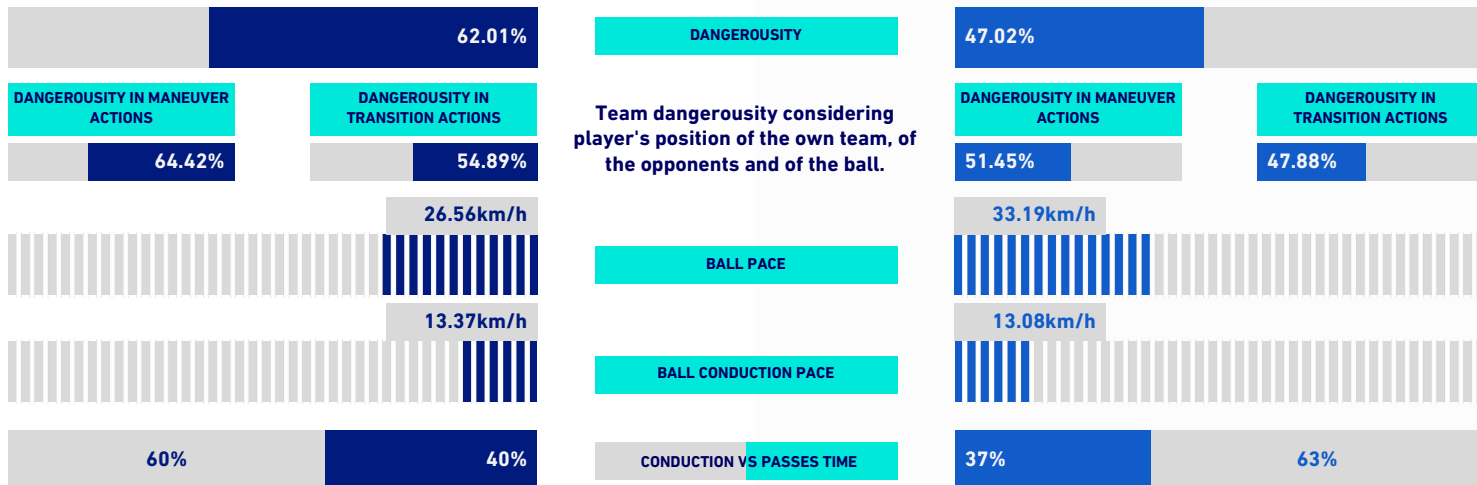 62.01%
DANGEROUSITY
47.02%
DANGEROUSITY IN MANEUVER
ACTIONS
DANGEROUSITY IN
TRANSITION ACTIONS
64.42%
54.89%
Team dangerousity considering
player's position of the own team, of
the opponents and of the ball.
DANGEROUSITY IN MANEUVER
ACTIONS
DANGEROUSITY IN
TRANSITION ACTIONS
51.45%
47.88%
26.56km/h
BALL PACE
33.19km/h
13.37km/h
BALL CONDUCTION PACE
13.08km/h
60%
40%
CONDUCTION VS PASSES TIME
37%
63%